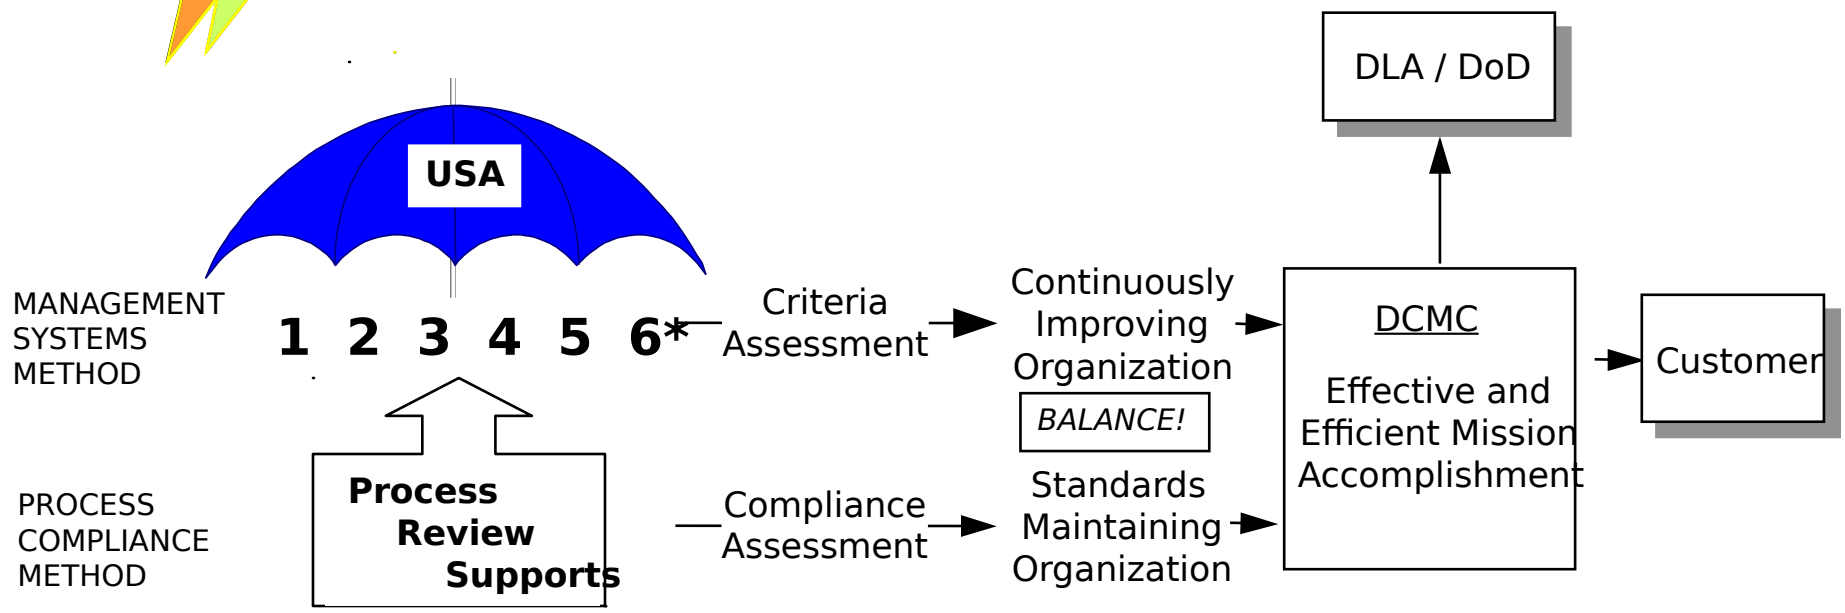 DLA / DoD
USA
MANAGEMENT
SYSTEMS
METHOD
1 2 3 4 5 6*
Criteria
Assessment
Continuously
Improving
Organization
BALANCE!
DCMC
Effective and
Efficient Mission
Accomplishment
Customer
PROCESS
COMPLIANCE
METHOD
Process
Review
Supports
Compliance
Assessment
Standards
Maintaining
Organization